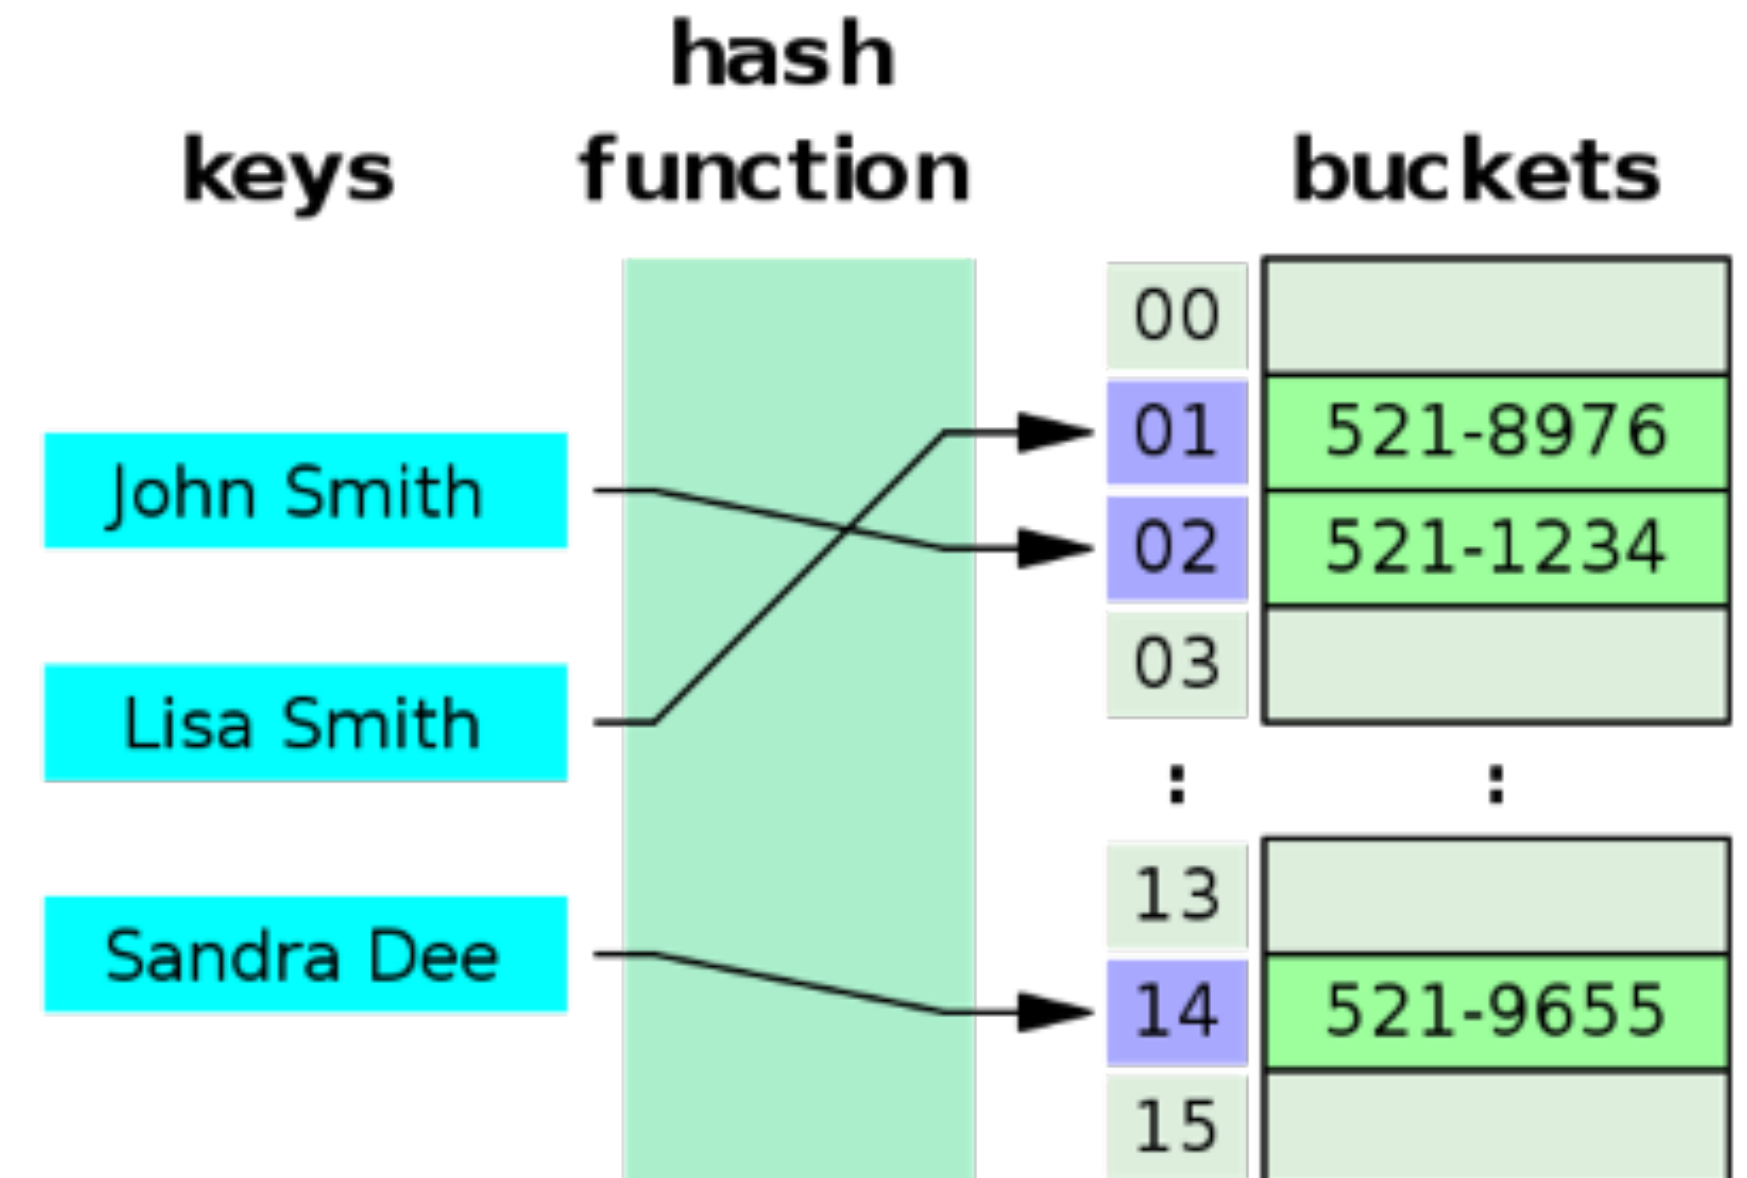 hash
keys function buckets
00
01 521-8976
John Smith
02 521-1234
03
Lisa Smith
:
:
13
Sandra Dee
14 521-9655
15